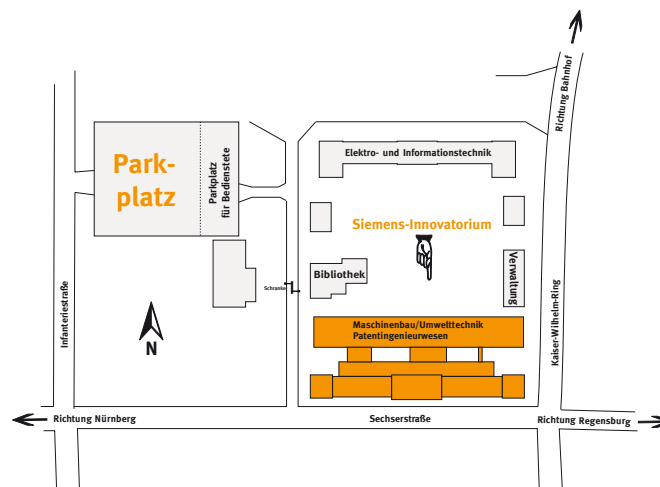 Richtung Bahnhof
Park-
platz
Parkplatz
für Bedienstete
Elektro- und Informationstechnik
Siemens-Innovatorium
Bibliothek
Verwaltung
Schranke
Infanteriestraße
N
Maschinenbau/Umwelttechnik
Patentingenieurwesen
Kaiser-Wilhelm-Ring
Richtung Nürnberg
Sechserstraße
Richtung Regensburg